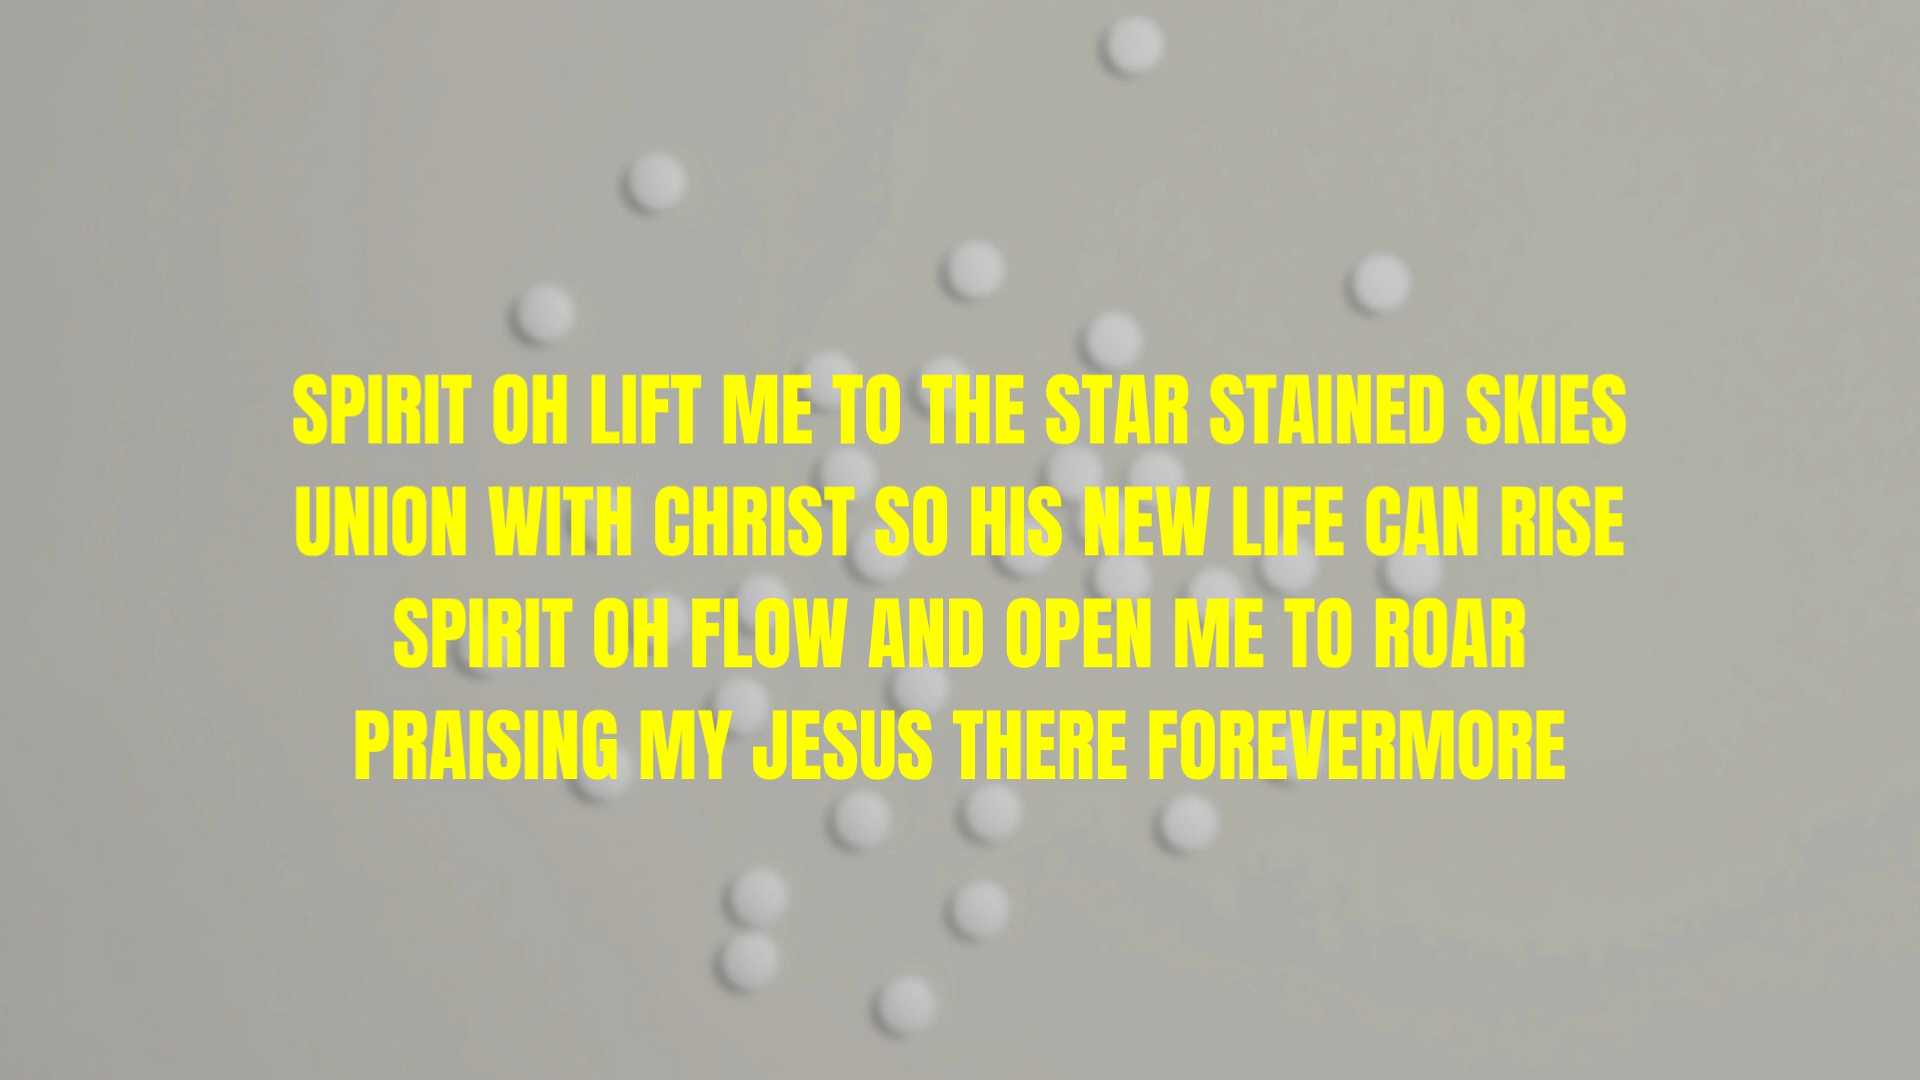 SPIRIT OH LIFT ME TO THE STAR STAINED SKIES
UNION WITH CHRIST SO HIS NEW LIFE CAN RISE
SPIRIT OH FLOW AND OPEN ME TO ROAR
PRAISING MY JESUS THERE FOREVERMORE